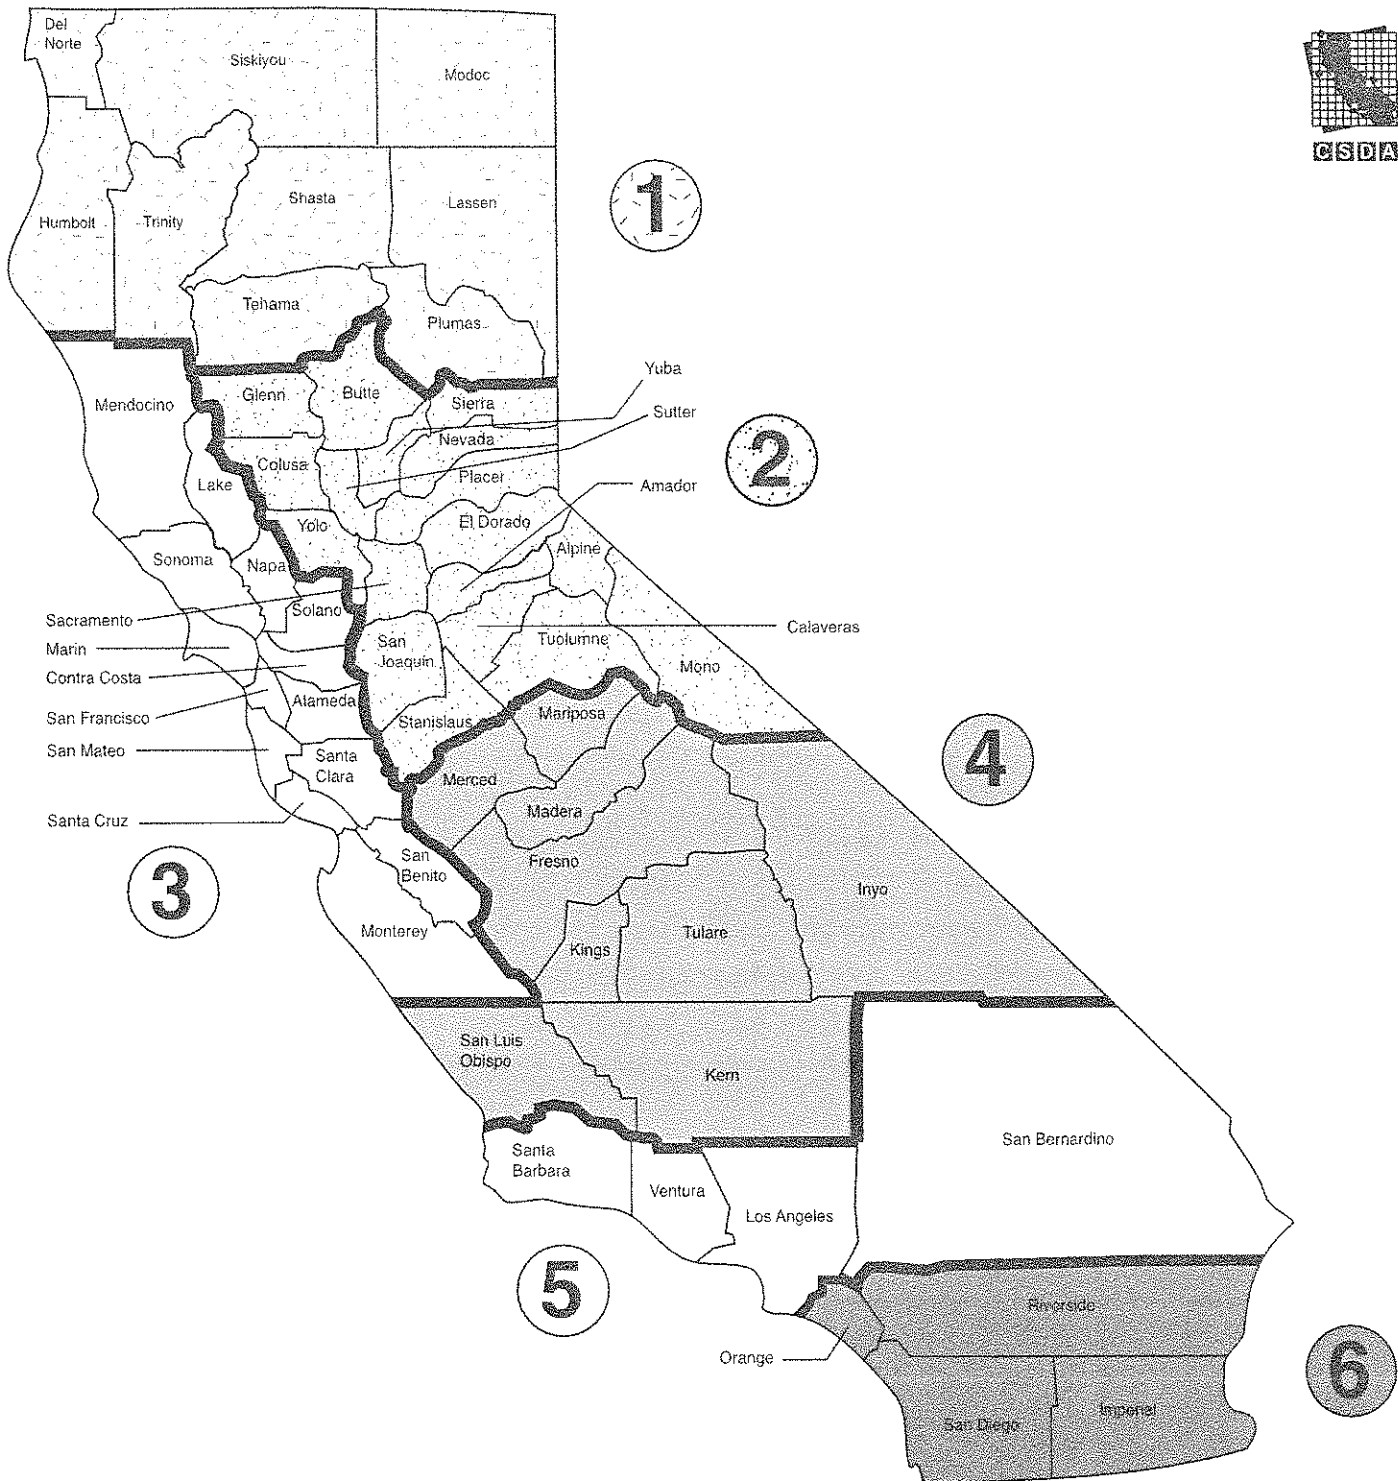 Del
Norte
Siskiyou
Modoc
CSDA
Humbolt
Trinity
Shasta
Lassen
1
Tehama
Plumas
Mendocino
Glenn
Butte
Sierra
Yuba
Sutter
Nevada
Colusa
Lake
Placer
2
Amador
Yolo
El Dorado
Sonoma
Napa
Alpine
Solano
Sacramento
Marin
Contra Costa
San Francisco
San Mateo
Santa Cruz
San
Joaquin
Tuolumne
Calaveras
Mono
Alameda
Stanislaus
Mariposa
Santa
Clara
Merced
Madera
4
San
Benito
Fresno
Inyo
3
Monterey
Kings
Tulare
San Luis
Obispo
Kern
Santa
Barbara
Ventura
Los Angeles
San Bernardino
5
Riverside
Orange
San Diego
Imperial
6